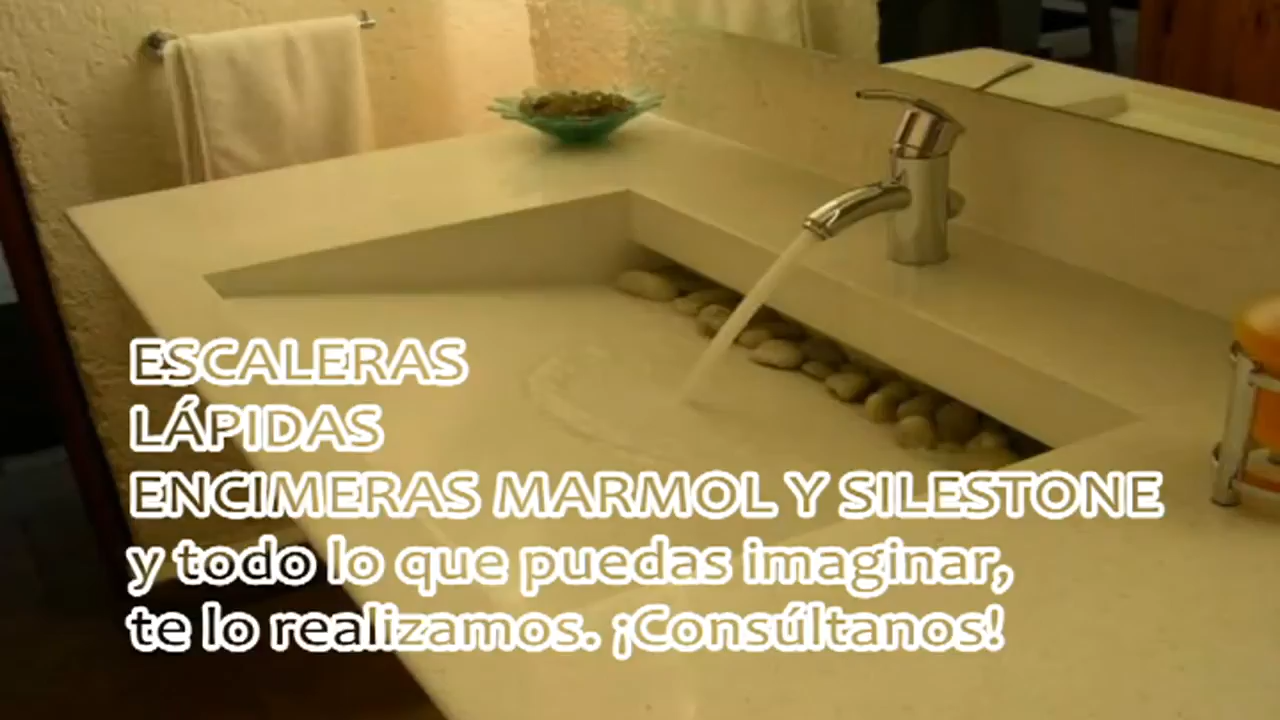 ESCALERAS
LÁPIDAS
ENCIMERAS MARMOL Y SILESTONE
y todo lo que puedas imaginar,
te lo realizamos. ¡Consúltanos!